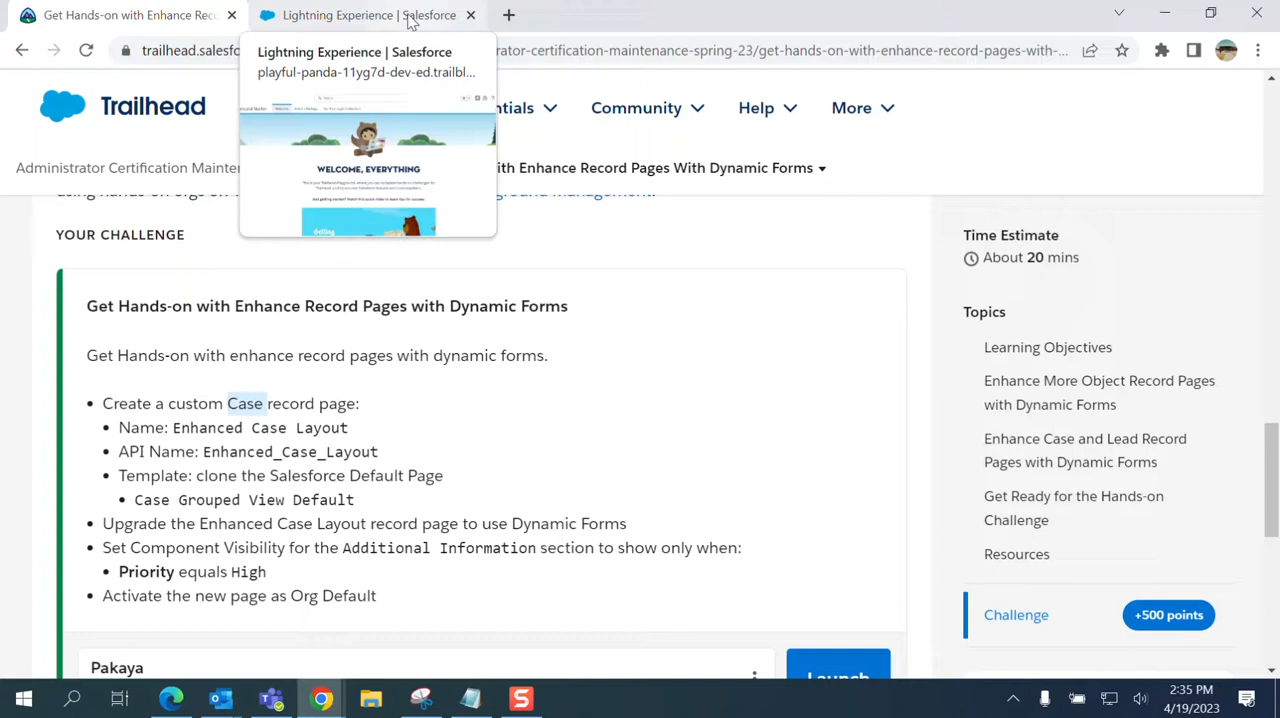 Get Hands-on with Enhance Reco
Lightning Experience | Salesforce
trailhead.salesfo
rator-certification-maintenance-spring-23/get-hands-on-with-enhance-record-pages-with-...
Lightning Experience | Salesforce
playful-panda-11yg7d-dev-ed.trailbl...
Search
WELCOME, EVERYTHING
Trailhead
ntials
Community
Help
More
Administrator Certification Mainten
ith Enhance Record Pages With Dynamic Forms
YOUR CHALLENGE
Get Hands-on with Enhance Record Pages with Dynamic Forms
Get Hands-on with enhance record pages with dynamic forms.
Create a custom Case record page:
Name: Enhanced Case Layout
API Name: Enhanced_Case_Layout
Template: clone the Salesforce Default Page
Case Grouped View Default
Upgrade the Enhanced Case Layout record page to use Dynamic Forms
Set Component Visibility for the Additional Information section to show only when:
Priority equals High
Activate the new page as Org Default
Pakaya
Launch
Time Estimate
About 20 mins
Topics
Learning Objectives
Enhance More Object Record Pages
with Dynamic Forms
Enhance Case and Lead Record
Pages with Dynamic Forms
Get Ready for the Hands-on
Challenge
Resources
Challenge
+500 points
2:35 PM
4/19/2023